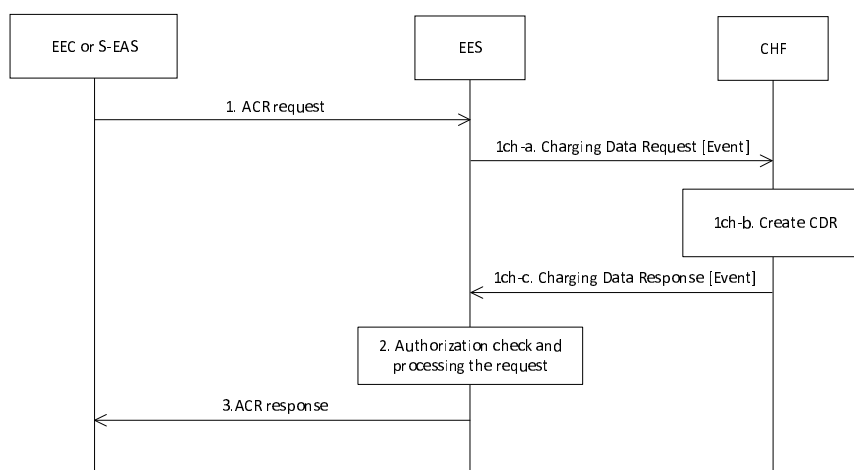 EEC or S-EAS
EES
CHF
1. ACR request
1ch-a. Charging Data Request [Event]
1ch-b. Create CDR
1ch-c. Charging Data Response [Event]
2. Authorization check and
processing the request
3.ACR response